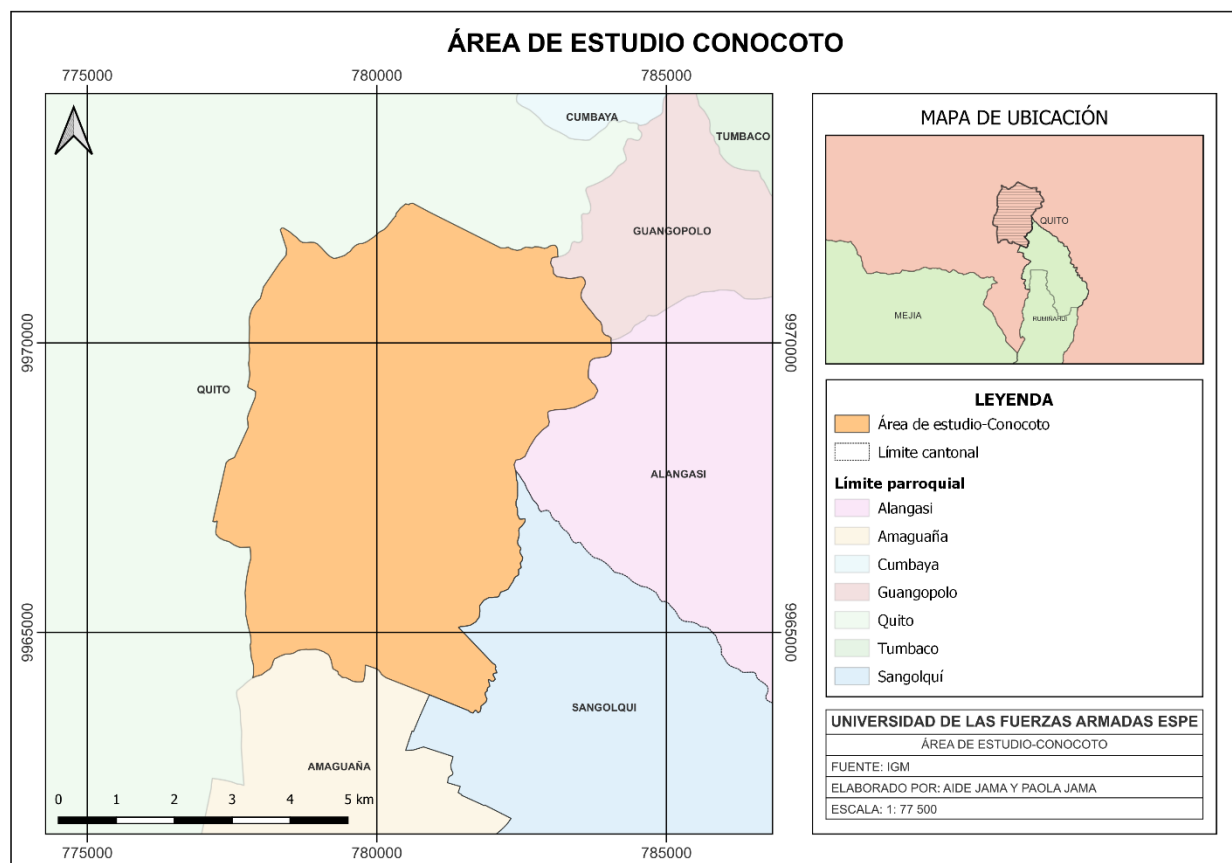 ÁREA DE ESTUDIO CONOCOTO
775000
780000
785000
CUMBAYA
TUMBACO
GUANGOPOLO
9970000
9970000
QUITO
ALANGASI
9965000
9965000
SANGOLQUI
AMAGUAÑA
0 1 2 3 4 5 km
775000
780000
785000
MAPA DE UBICACIÓN
QUITO
MEJIA
RUMIÑAHUI
LEYENDA
Área de estudio-Conocoto
Límite cantonal
Límite parroquial
Alangasi
Amaguaña
Cumbaya
Guangopolo
Quito
Tumbaco
Sangolquí
UNIVERSIDAD DE LAS FUERZAS ARMADAS ESPE
ÁREA DE ESTUDIO-CONOCOTO
FUENTE: IGM
ELABORADO POR: AIDE JAMA Y PAOLA JAMA
ESCALA: 1: 77 500